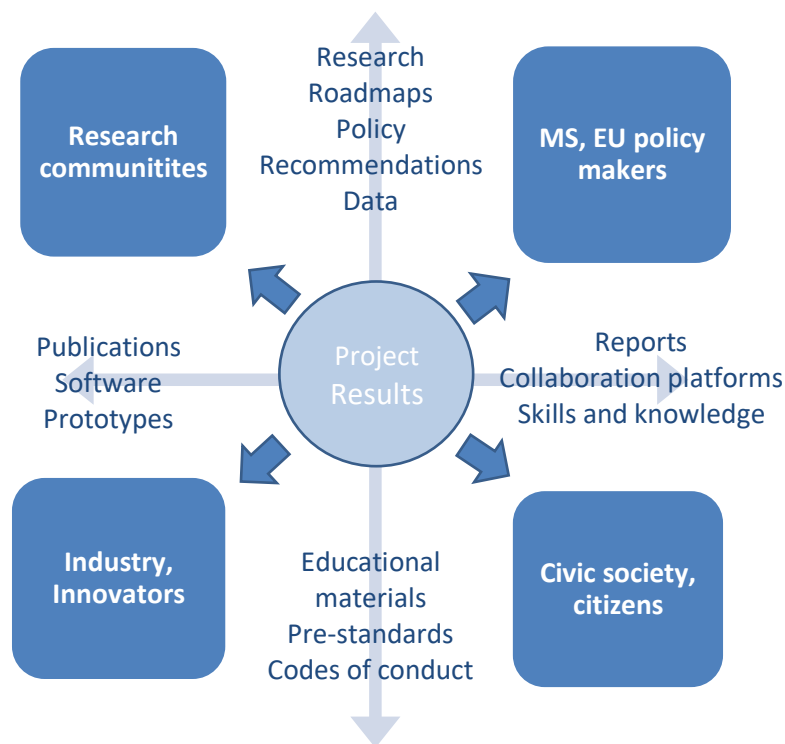 Research
communitites
Research
Roadmaps
Policy
Recommendations
Data
MS, EU policy
makers
Publications
Software
Prototypes
Project
Results
Reports
Collaboration platforms
Skills and knowledge
Industry,
Innovators
Educational
materials
Pre-standards
Codes of conduct
Civic society,
citizens